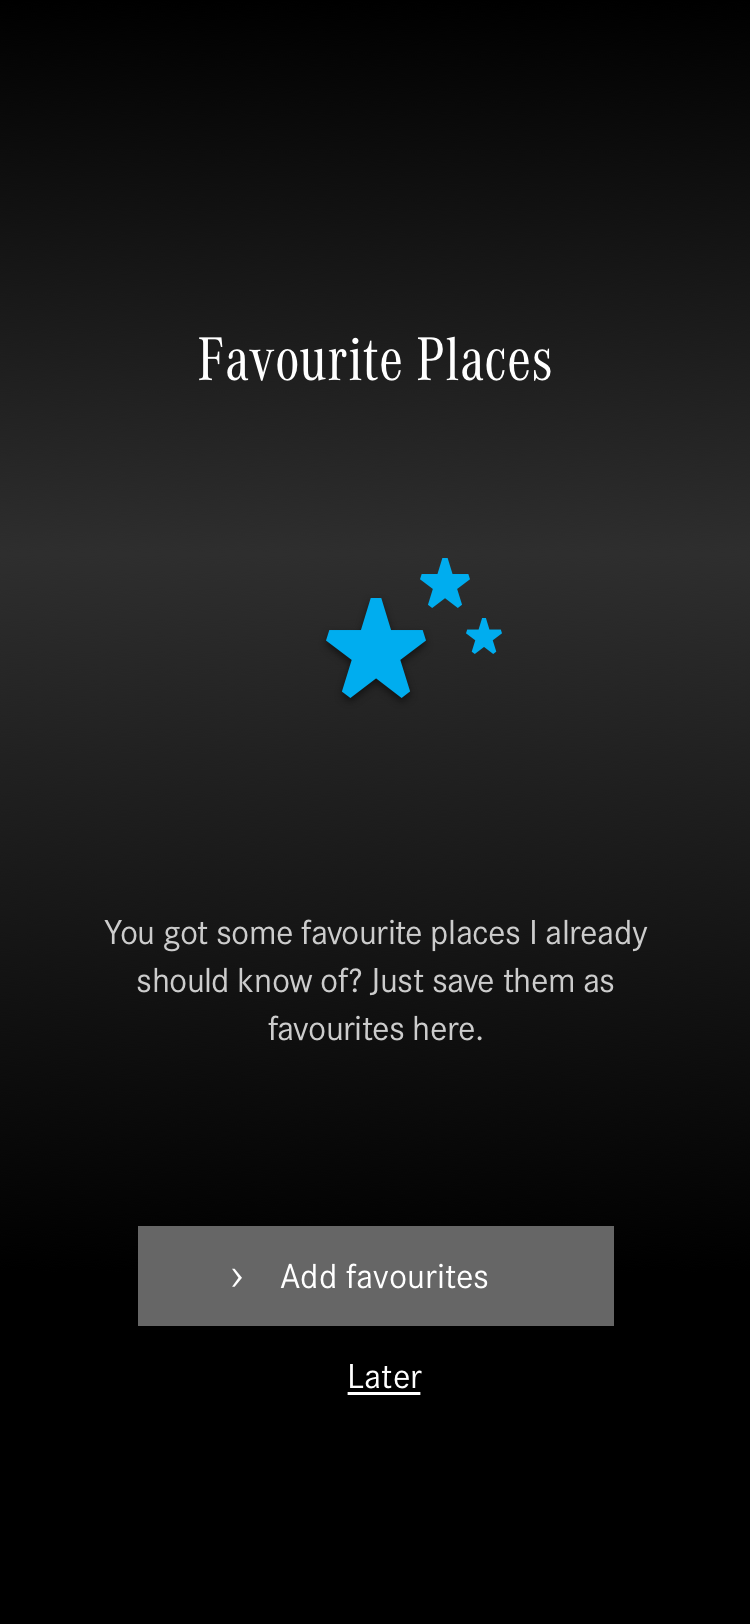 Favourite Places
You got some favourite places I already
should know of? Just save them as
favourites here.
Add favourites
Later